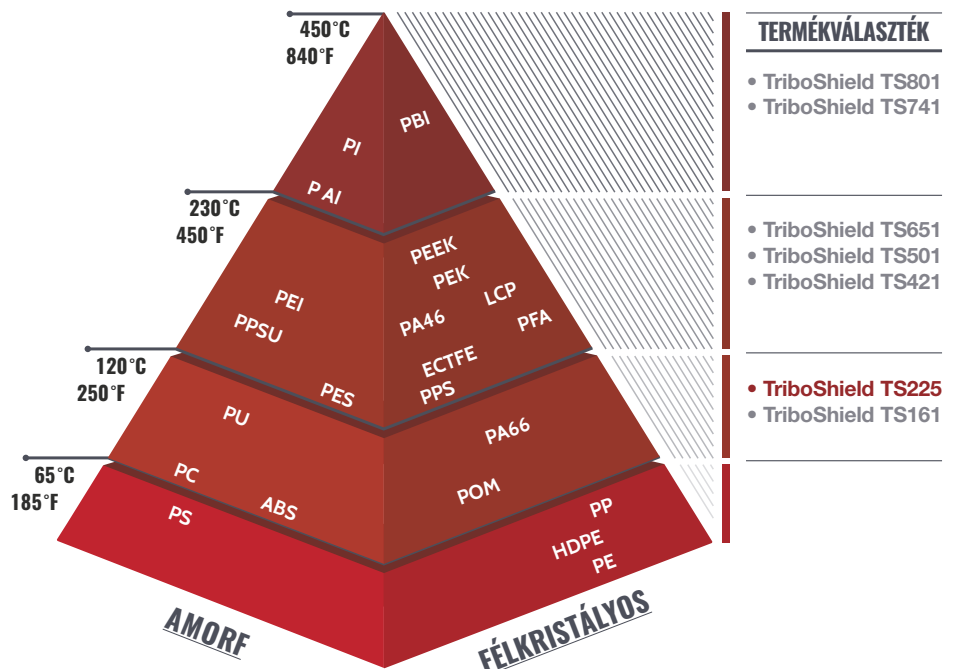 450°C
840°F
TERMÉKVÁLASZTÉK
• TriboShield TS801
• TriboShield TS741
PBI
PI
P AI
230°C
450°F
• TriboShield TS651
• TriboShield TS501
• TriboShield TS421
PEEK
PEK
LCP
PEI
PA46
PFA
PPSU
ECTFE
PES
PPS
120°C
250°F
• TriboShield TS225
• TriboShield TS161
PU
PA66
PC
POM
ABS
65°C
185°F
PS
PP
HDPE
PE
AMORF
FÉLKRISTÁLYOS